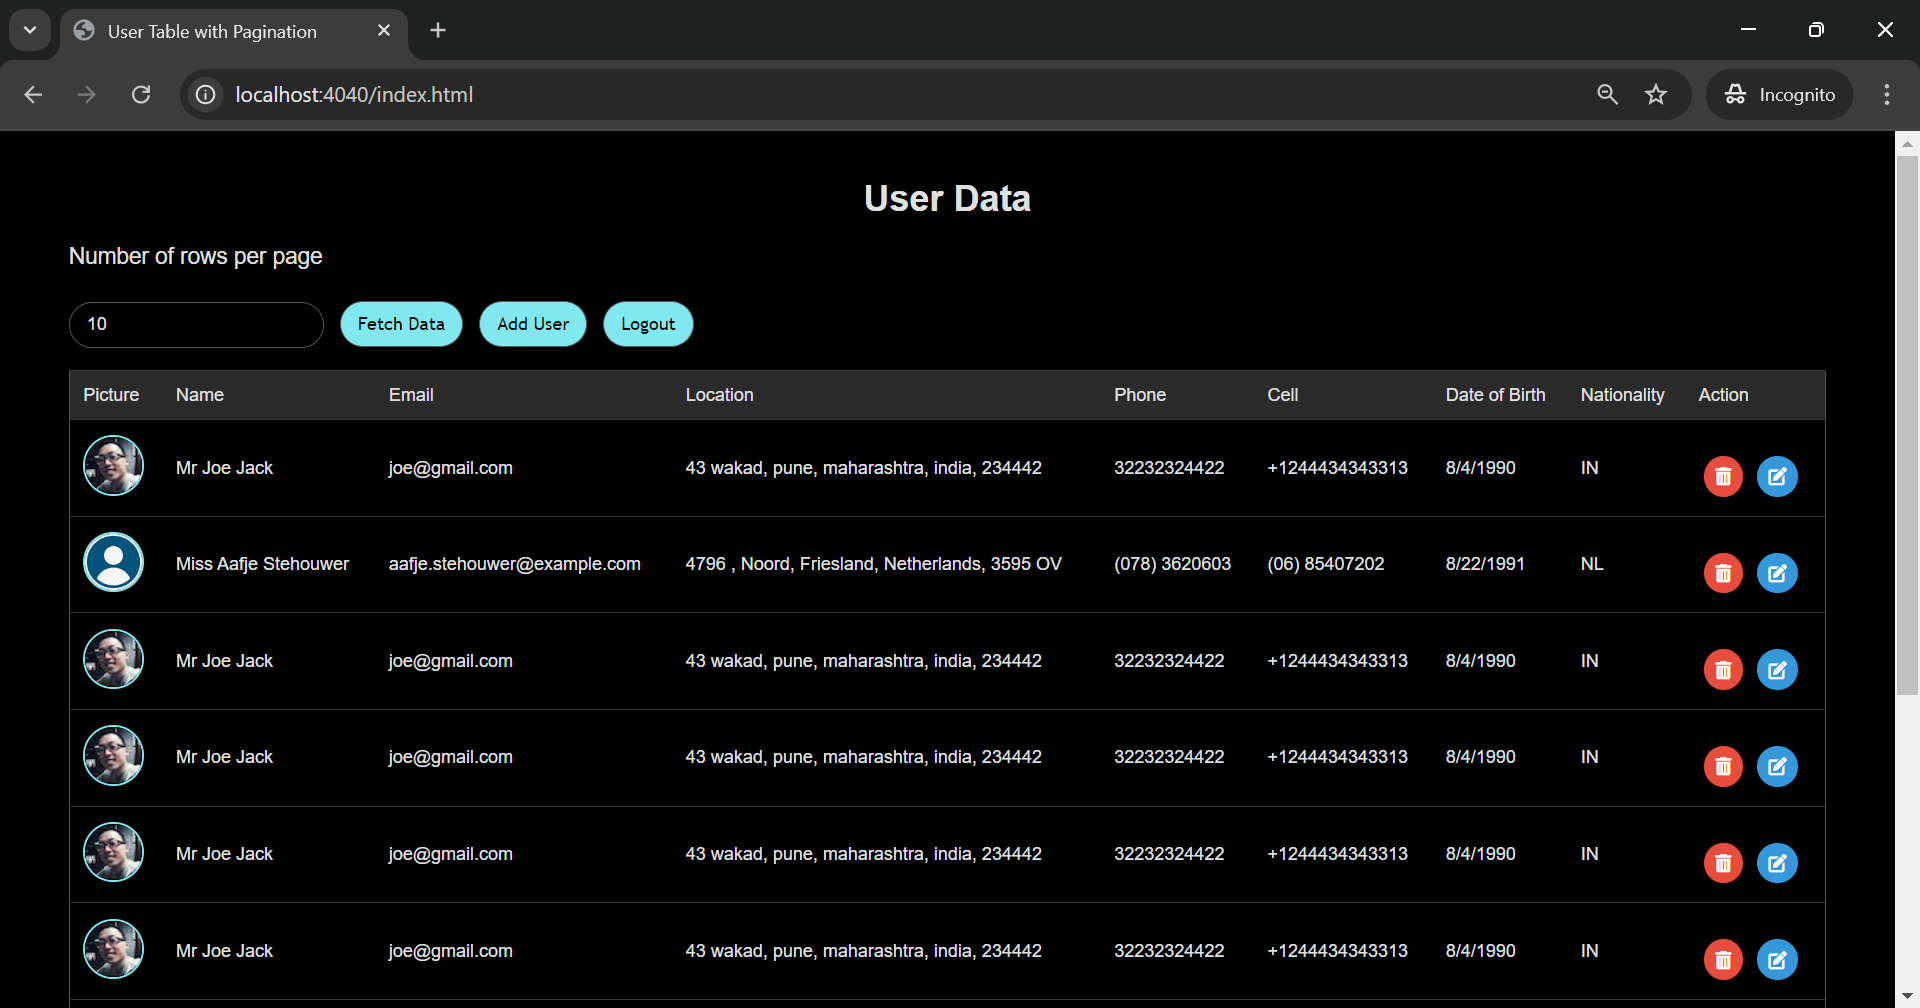 User Table with Pagination
localhost:4040/index.html
Incognito
User Data
Number of rows per page
10 Fetch Data Add User Logout
Picture Name Email Location Phone Cell Date of Birth Nationality Action
Mr Joe Jack joe@gmail.com 43 wakad, pune, maharashtra, india, 234442 32232324422 +1244434343313 8/4/1990 IN
Miss Aafje Stehouwer aafje.stehouwer@example.com 4796 , Noord, Friesland, Netherlands, 3595 OV (078) 3620603 (06) 85407202 8/22/1991 NL
Mr Joe Jack joe@gmail.com 43 wakad, pune, maharashtra, india, 234442 32232324422 +1244434343313 8/4/1990 IN
Mr Joe Jack joe@gmail.com 43 wakad, pune, maharashtra, india, 234442 32232324422 +1244434343313 8/4/1990 IN
Mr Joe Jack joe@gmail.com 43 wakad, pune, maharashtra, india, 234442 32232324422 +1244434343313 8/4/1990 IN
Mr Joe Jack joe@gmail.com 43 wakad, pune, maharashtra, india, 234442 32232324422 +1244434343313 8/4/1990 IN